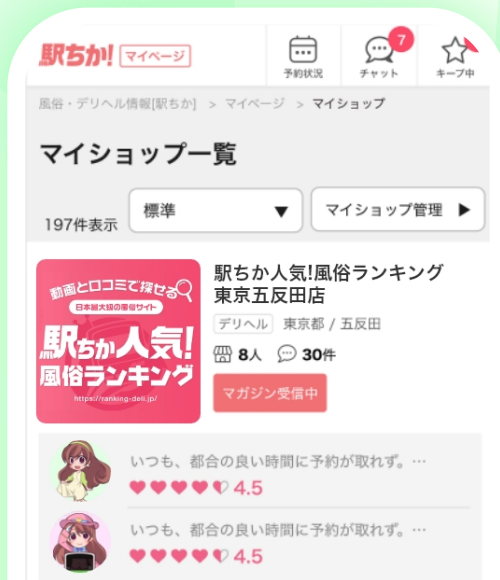 駅ちか! マイページ
7
予約状況 チャット キープ中
風俗・デリヘル情報[駅ちか] > マイページ > マイショップ
マイショップ一覧
197件表示 標準 ▼ マイショップ管理 ▶
動画と口コミで探せる
日本最大級の風俗サイト
駅ちか人気!
風俗ランキング
https://ranking-deli.jp/
駅ちか人気!風俗ランキング
東京五反田店
デリヘル 東京都 / 五反田
8人 30件
マガジン受信中
いつも、都合の良い時間に予約が取れず。…
4.5
いつも、都合の良い時間に予約が取れず。…
4.5